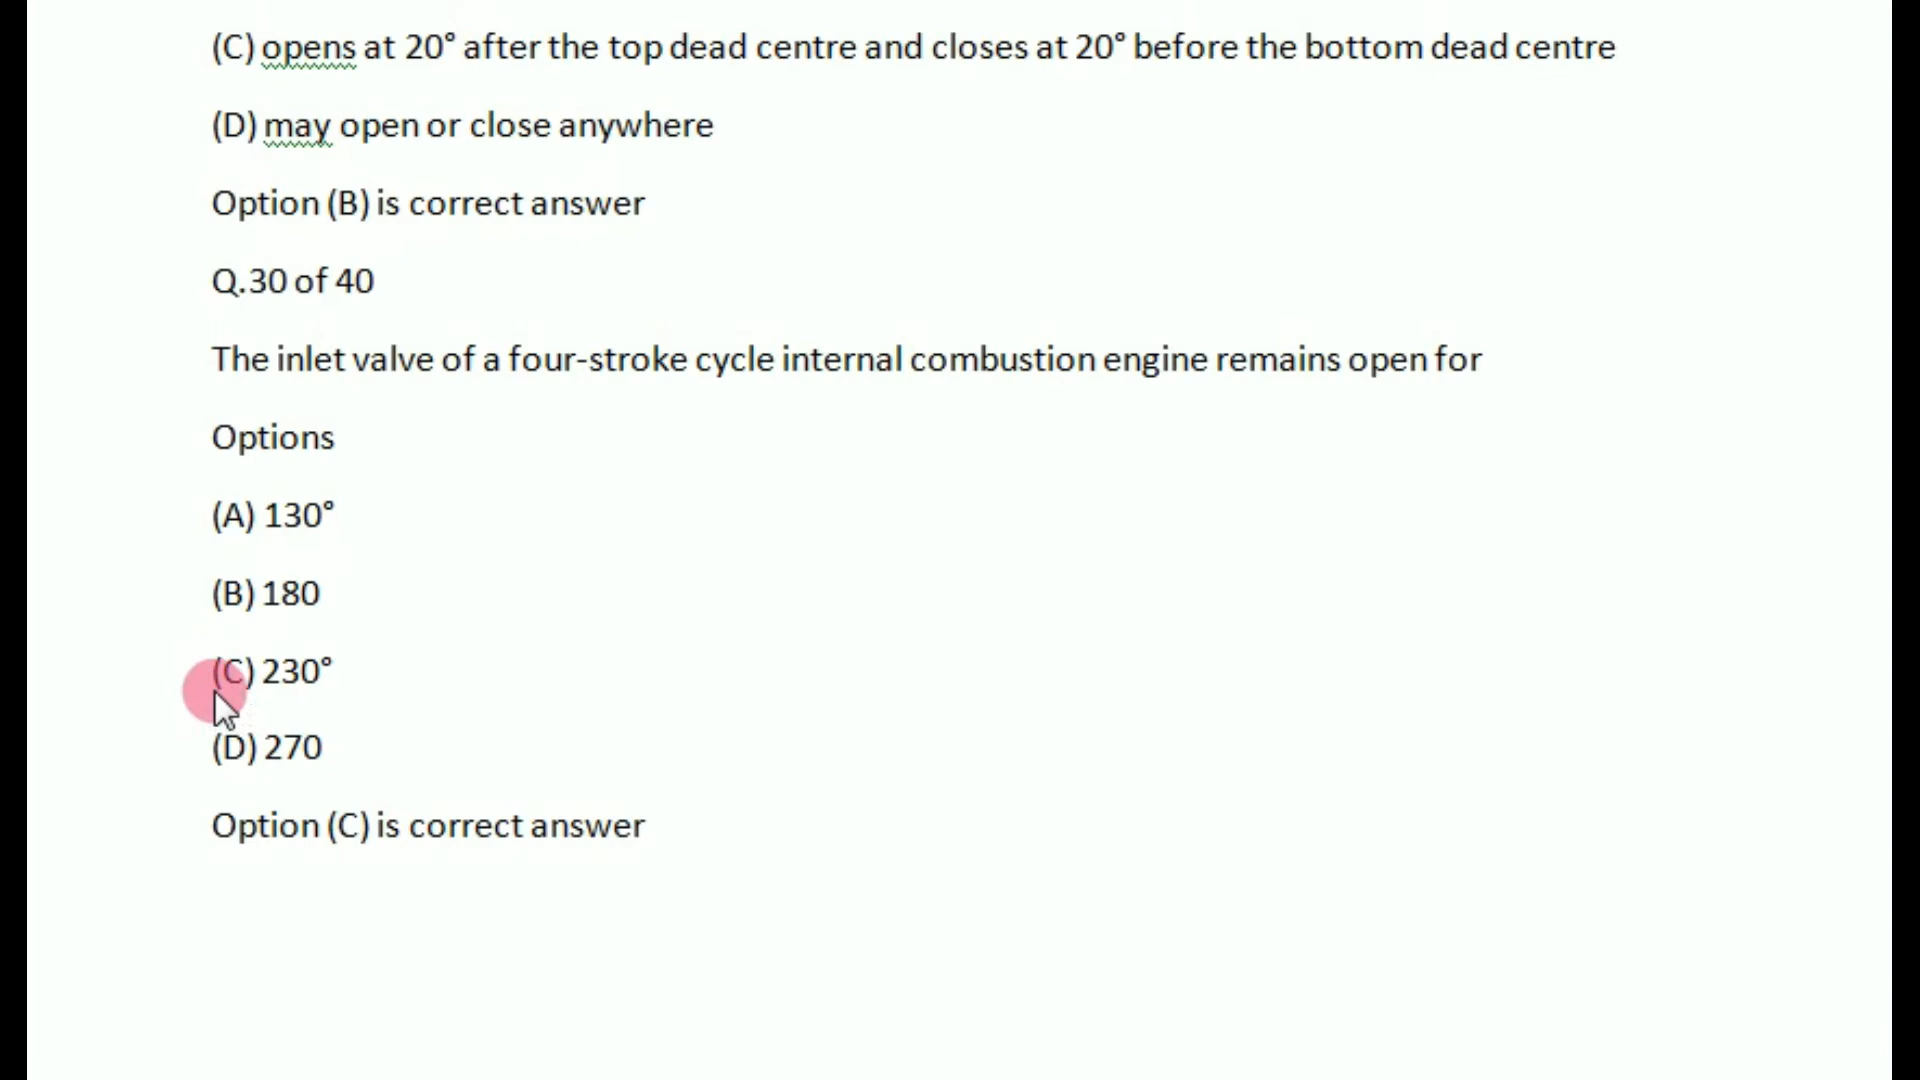 (C) opens at 20° after the top dead centre and closes at 20° before the bottom dead centre
(D) may open or close anywhere
Option (B) is correct answer
Q.30 of 40
The inlet valve of a four-stroke cycle internal combustion engine remains open for
Options
(A) 130°
(B) 180
(C) 230°
(D) 270
Option (C) is correct answer